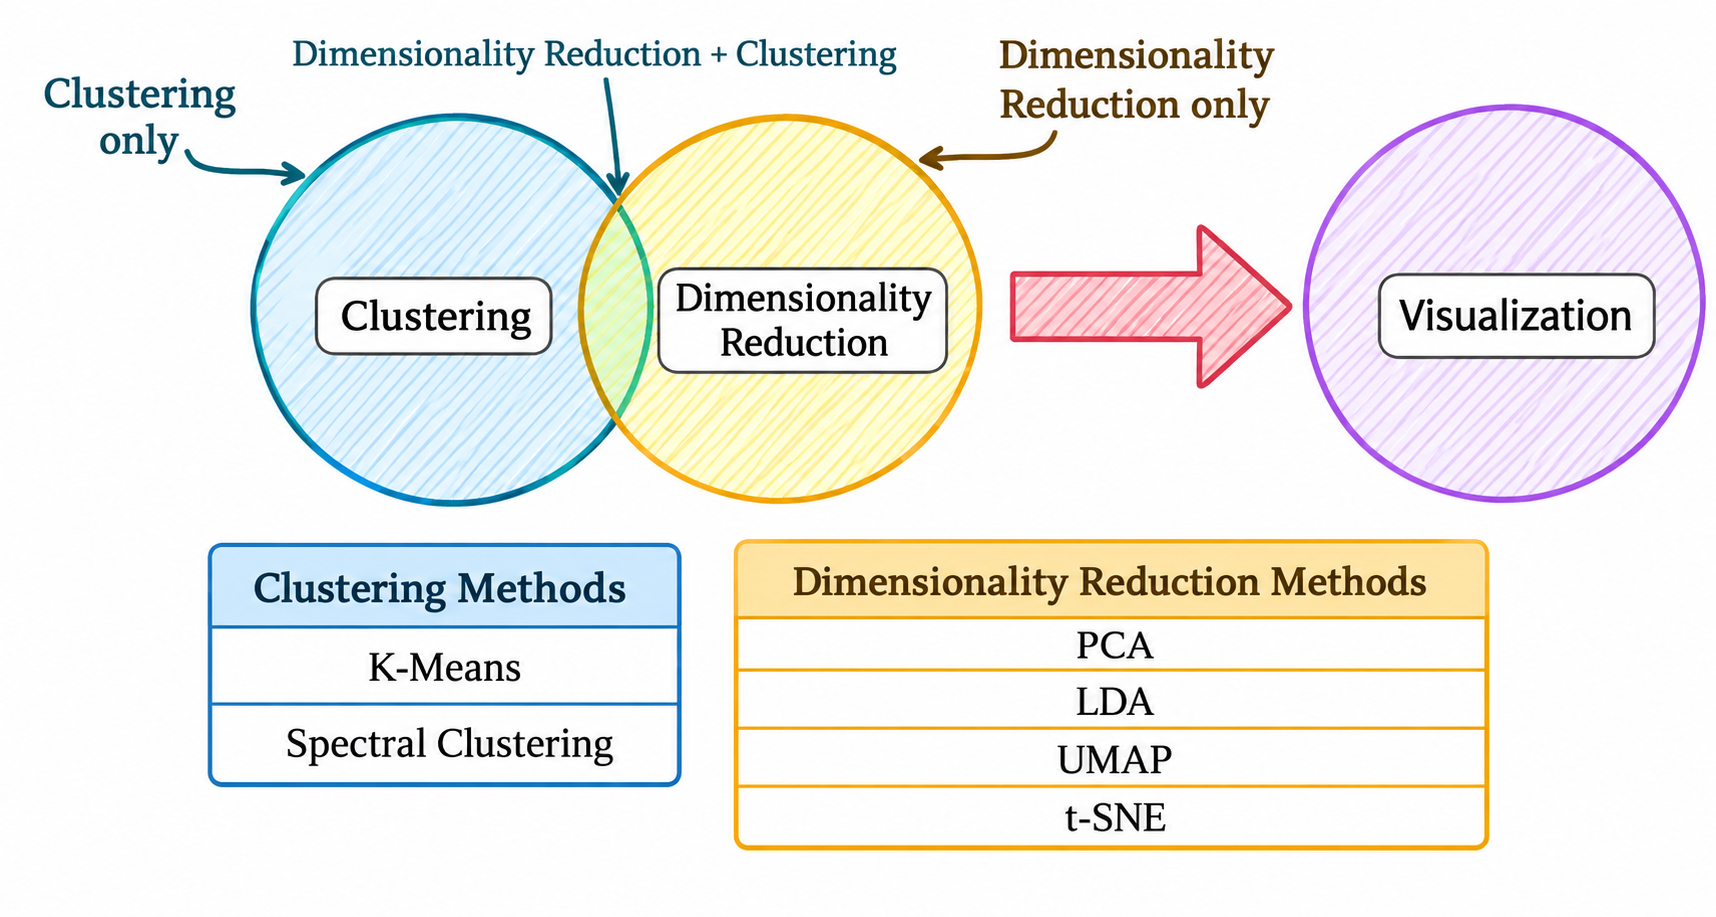 Dimensionality Reduction + Clustering
Clustering
only
Dimensionality
Reduction only
Clustering
Dimensionality
Reduction
Visualization
Clustering Methods
K-Means
Spectral Clustering
Dimensionality Reduction Methods
PCA
LDA
UMAP
t-SNE